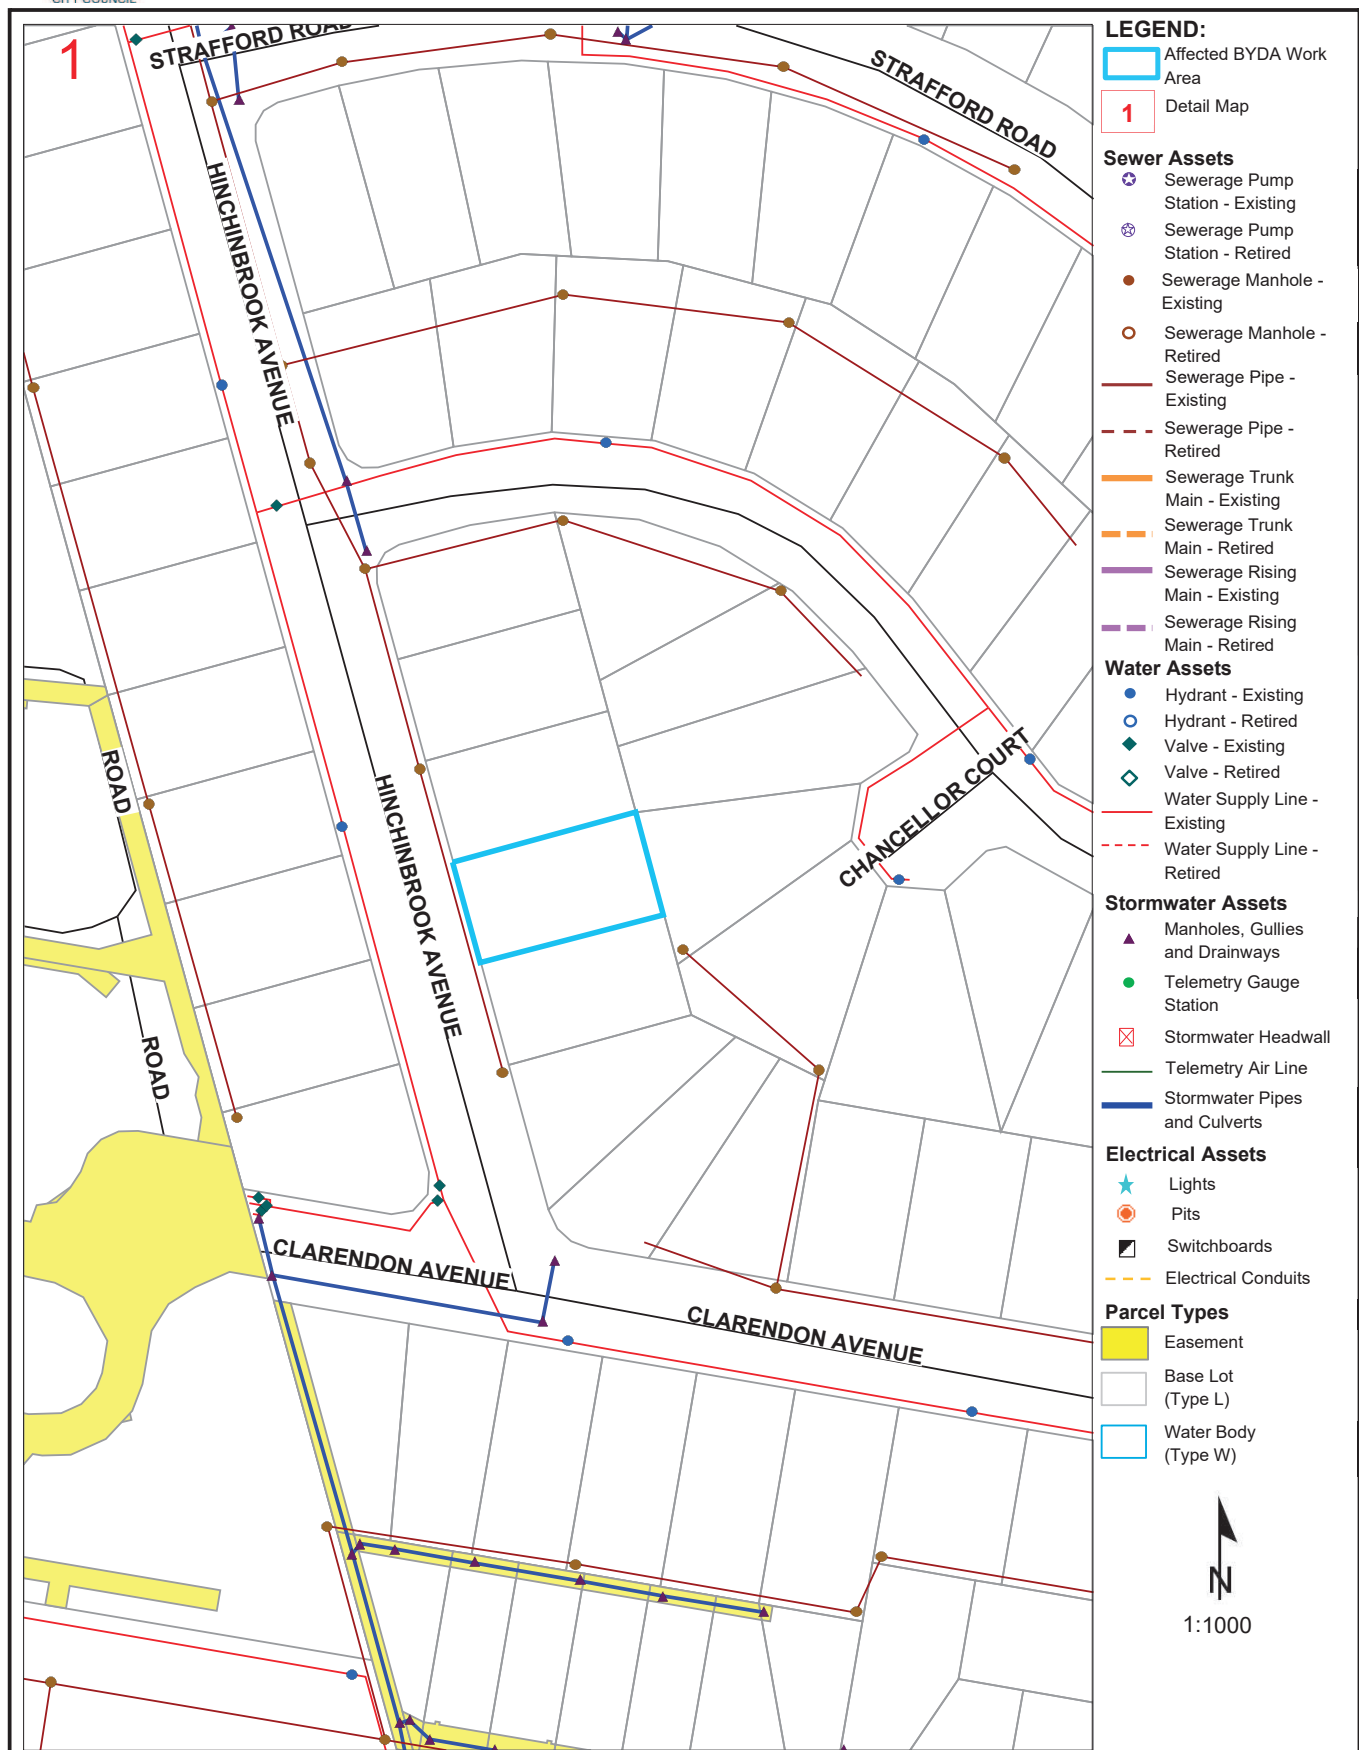 CITY COUNCIL
1
STRAFFORD ROAD
STRAFFORD ROAD
HINCHINBROOK AVENUE
HINCHINBROOK AVENUE
CHANCELLOR COURT
ROAD
ROAD
CLARENDON AVENUE
CLARENDON AVENUE
LEGEND:
Affected BYDA Work
Area
1
Detail Map
Sewer Assets
Sewerage Pump
Station - Existing
Sewerage Pump
Station - Retired
Sewerage Manhole -
Existing
Sewerage Manhole -
Retired
Sewerage Pipe -
Existing
Sewerage Pipe -
Retired
Sewerage Trunk
Main - Existing
Sewerage Trunk
Main - Retired
Sewerage Rising
Main - Existing
Sewerage Rising
Main - Retired
Water Assets
Hydrant - Existing
Hydrant - Retired
Valve - Existing
Valve - Retired
Water Supply Line -
Existing
Water Supply Line -
Retired
Stormwater Assets
Manholes, Gullies
and Drainways
Telemetry Gauge
Station
Stormwater Headwall
Telemetry Air Line
Stormwater Pipes
and Culverts
Electrical Assets
Lights
Pits
Switchboards
Electrical Conduits
Parcel Types
Easement
Base Lot
(Type L)
Water Body
(Type W)
N
1:1000